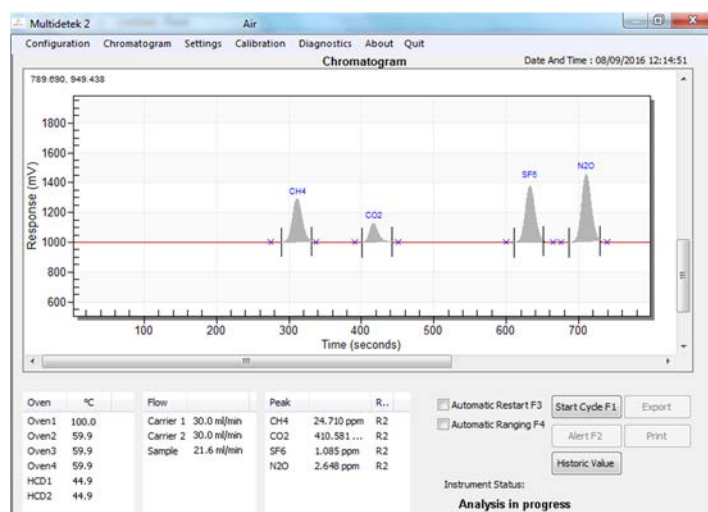 Multidetek 2 Air
Configuration Chromatogram Settings Calibration Diagnostics About Quit
Chromatogram Date And Time : 08/09/2016 12:14:51
789.690, 949.438
1800
1600
1400
1200
1000
800
600
Response (mV)
CH4
CO2
SF6
N2O
100 200 300 400 500 600 700
Time (seconds)
Oven ºC
Oven1 100.0
Oven2 59.9
Oven3 59.9
Oven4 59.9
HCD1 44.9
HCD2 44.9
Flow
Carrier 1 30.0 ml/min
Carrier 2 30.0 ml/min
Sample 21.6 ml/min
Peak R..
CH4 24.710 ppm R2
CO2 410.581 ... R2
SF6 1.085 ppm R2
N2O 2.648 ppm R2
Automatic Restart F3
Automatic Ranging F4
Start Cycle F1 Export
Alert F2 Print
Historic Value
Instrument Status:
Analysis in progress